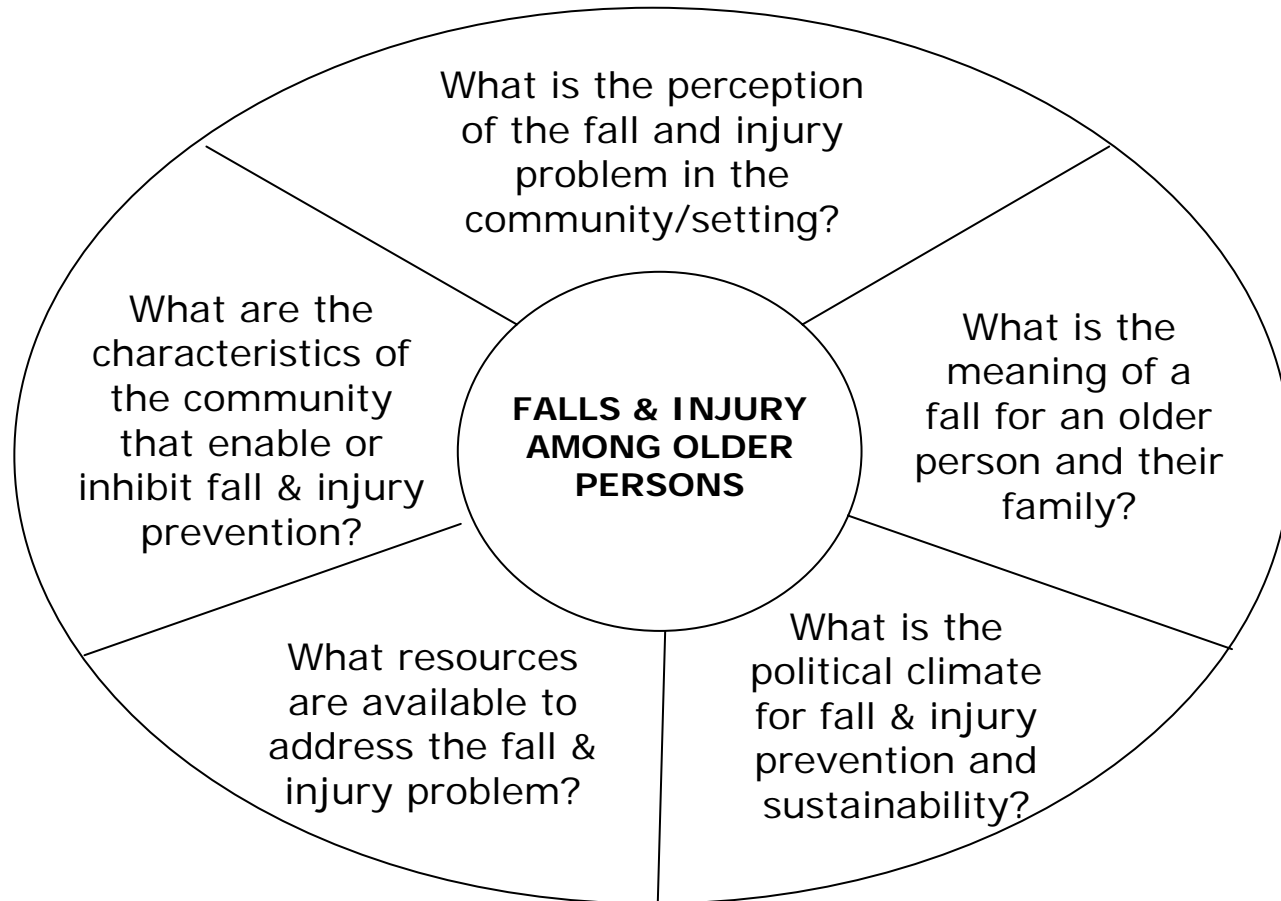 What is the perception
of the fall and injury
problem in the
community/setting?
What are the
characteristics of
the community
that enable or
inhibit fall & injury
prevention?
FALLS & INJURY
AMONG OLDER
PERSONS
What is the
meaning of a
fall for an older
person and their
family?
What resources
are available to
address the fall &
injury problem?
What is the
political climate
for fall & injury
prevention and
sustainability?